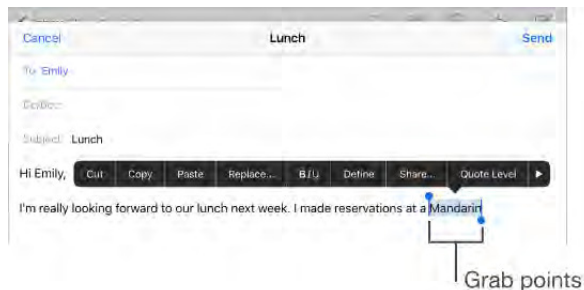 Cancel Lunch Send
To: Emily
Cc/Bcc:
Subject: Lunch
Hi Emily,
Cut Copy Paste Replace... B I U Define Share... Quote Level ▶
I'm really looking forward to our lunch next week. I made reservations at a Mandarin
Grab points